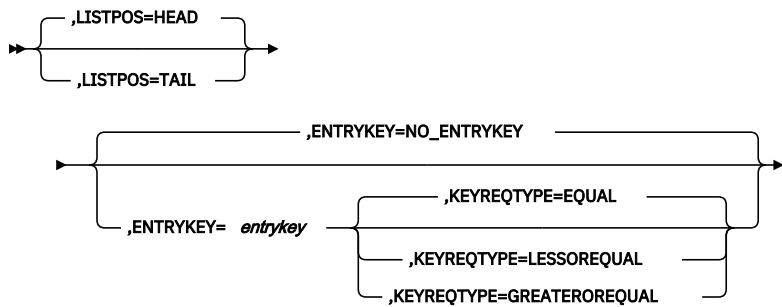 ,LISTPOS=HEAD
,LISTPOS=TAIL
,ENTRYKEY=NO_ENTRYKEY
,KEYREQTYPE=EQUAL
,ENTRYKEY= entrykey
,KEYREQTYPE=LESSOREQUAL
,KEYREQTYPE=GREATEROREQUAL